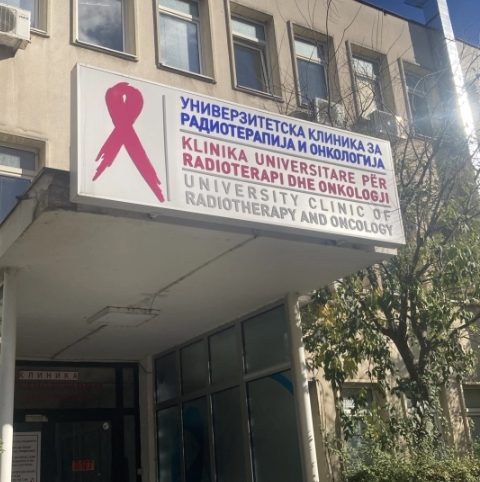 УНИВЕРЗИТЕТСКА КЛИНИКА ЗА
РАДИОТЕРАПИЈА И ОНКОЛОГИЈА
KLINIKA UNIVERSITARE PËR
RADIOTERAPI DHE ONKOLOGJI
UNIVERSITY CLINIC OF
RADIOTHERAPY AND ONCOLOGY
КЛИНИКА